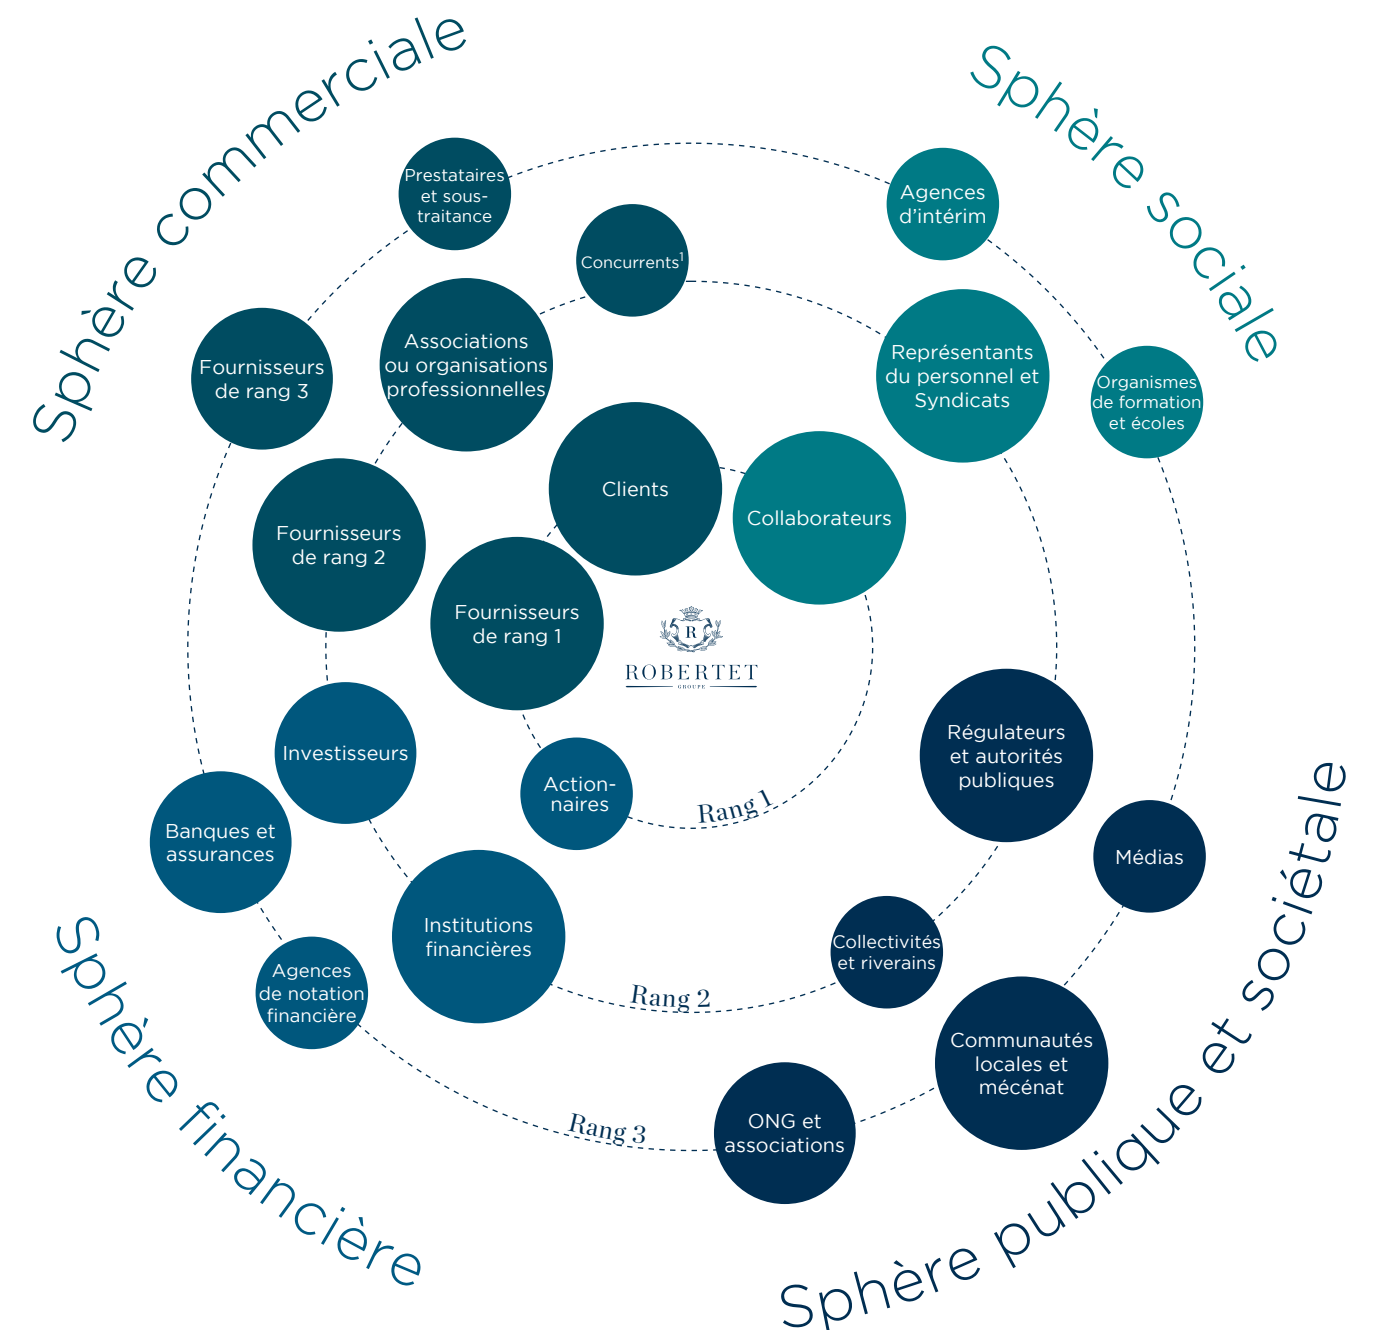 Sphère commerciale
Sphère sociale
Prestataires
et sous-
traitance
Agences
d’intérim
Concurrents¹
Associations
ou organisations
professionnelles
Représentants
du personnel et
Syndicats
Fournisseurs
de rang 3
Organismes
de formation
et écoles
Clients
Collaborateurs
Fournisseurs
de rang 2
Fournisseurs
de rang 1
R
ROBERTET
GROUPE
Investisseurs
Action-
naires
Rang 1
Régulateurs
et autorités
publiques
Banques et
assurances
Médias
Institutions
financières
Collectivités
et riverains
Agences
de notation
financière
Rang 2
Communautés
locales et
mécénat
Rang 3
ONG et
associations
Sphère financière
Sphère publique et sociétale